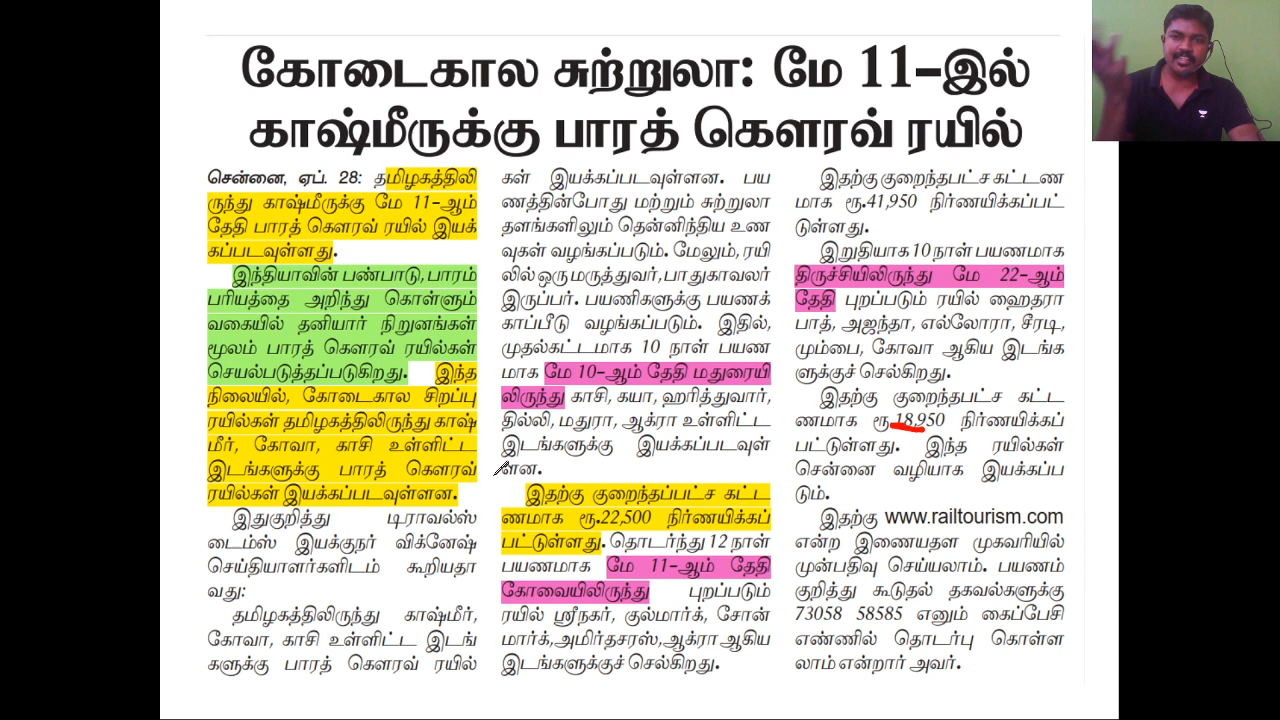 கோடைகால சுற்றுலா: மே 11-இல்
காஷ்மீருக்கு பாரத் கௌரவ் ரயில்
சென்னை, ஏப். 28: தமிழகத்திலி
ருந்து காஷ்மீருக்கு மே 11-ஆம்
தேதி பாரத் கௌரவ் ரயில் இயக்
கப்படவுள்ளது.
இந்தியாவின் பண்பாடு, பாரம்
பரியத்தை அறிந்து கொள்ளும்
வகையில் தனியார் நிறுனங்கள்
மூலம் பாரத் கௌரவ் ரயில்கள்
செயல்படுத்தப்படுகிறது. இந்த
நிலையில், கோடைகால சிறப்பு
ரயில்கள் தமிழகத்திலிருந்து காஷ்
மீர், கோவா, காசி உள்ளிட்ட
இடங்களுக்கு பாரத் கௌரவ்
ரயில்கள் இயக்கப்படவுள்ளன.
இதுகுறித்து டிராவல்ஸ்
டைம்ஸ் இயக்குநர் விக்னேஷ்
செய்தியாளர்களிடம் கூறியதா
வது:
தமிழகத்திலிருந்து காஷ்மீர்,
கோவா, காசி உள்ளிட்ட இடங்
களுக்கு பாரத் கௌரவ் ரயில்
கள் இயக்கப்படவுள்ளன. பய
ணத்தின்போது மற்றும் சுற்றுலா
தளங்களிலும் தென்னிந்திய உண
வுகள் வழங்கப்படும். மேலும், ரயி
லில் ஒரு மருத்துவர், பாதுகாவலர்
இருப்பர். பயணிகளுக்கு பயணக்
காப்பீடு வழங்கப்படும். இதில்,
முதல்கட்டமாக 10 நாள் பயண
மாக மே 10-ஆம் தேதி மதுரையி
லிருந்து காசி, கயா, ஹரித்துவார்,
தில்லி, மதுரா, ஆக்ரா உள்ளிட்ட
இடங்களுக்கு இயக்கப்படவுள்
ளன.
இதற்கு குறைந்தப்பட்ச கட்ட
ணமாக ரூ.22,500 நிர்ணயிக்கப்
பட்டுள்ளது. தொடர்ந்து 12 நாள்
பயணமாக மே 11-ஆம் தேதி
கோவையிலிருந்து புறப்படும்
ரயில் ஸ்ரீநகர், குல்மார்க், சோன்
மார்க்,அமிர்தசரஸ்,ஆக்ரா ஆகிய
இடங்களுக்குச் செல்கிறது.
இதற்கு குறைந்தபட்ச கட்டண
மாக ரூ.41,950 நிர்ணயிக்கப்பட்
டுள்ளது.
இறுதியாக 10 நாள் பயணமாக
திருச்சியிலிருந்து மே 22-ஆம்
தேதி புறப்படும் ரயில் ஹைதரா
பாத், அஜந்தா, எல்லோரா, சீரடி,
மும்பை, கோவா ஆகிய இடங்க
ளுக்குச் செல்கிறது.
இதற்கு குறைந்தபட்ச கட்ட
ணமாக ரூ.18,950 நிர்ணயிக்கப்
பட்டுள்ளது. இந்த ரயில்கள்
சென்னை வழியாக இயக்கப்ப
டும்.
இதற்கு www.railtourism.com
என்ற இணையதள முகவரியில்
முன்பதிவு செய்யலாம். பயணம்
குறித்து கூடுதல் தகவல்களுக்கு
73058 58585 எனும் கைப்பேசி
எண்ணில் தொடர்பு கொள்ள
லாம் என்றார் அவர்.